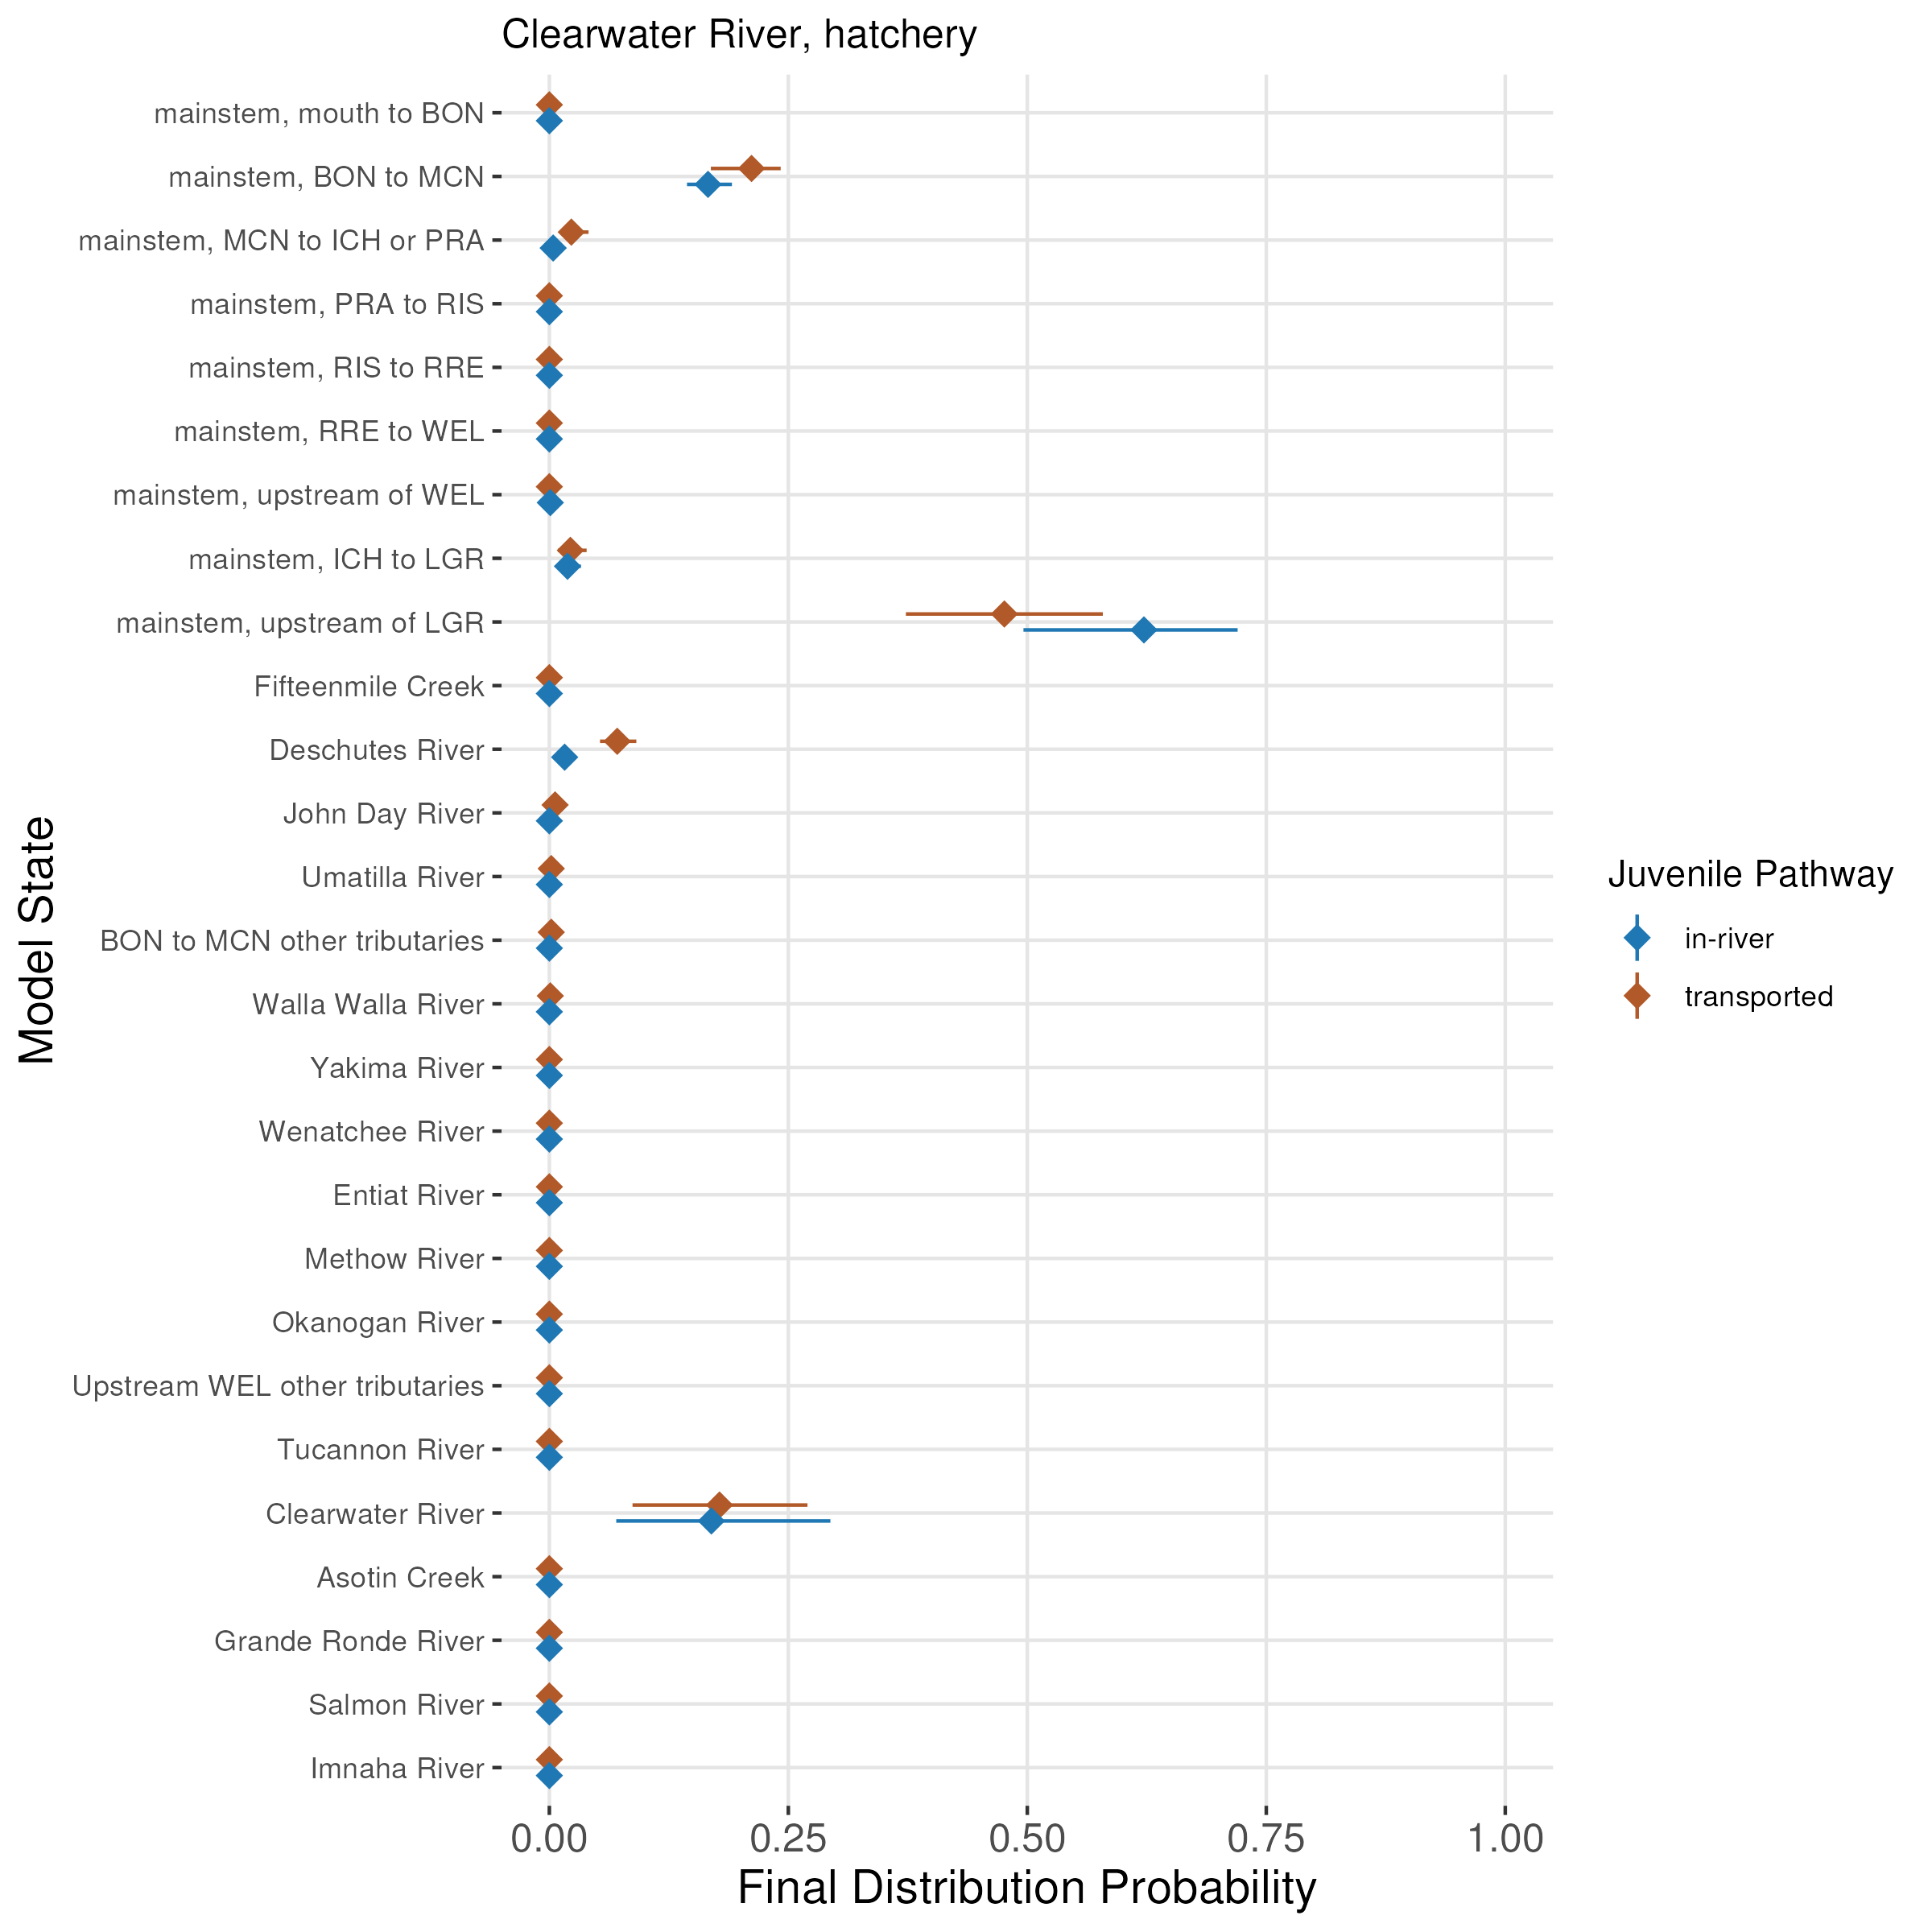 Clearwater River, hatchery
Model State
mainstem, mouth to BON
mainstem, BON to MCN
mainstem, MCN to ICH or PRA
mainstem, PRA to RIS
mainstem, RIS to RRE
mainstem, RRE to WEL
mainstem, upstream of WEL
mainstem, ICH to LGR
mainstem, upstream of LGR
Fifteenmile Creek
Deschutes River
John Day River
Umatilla River
BON to MCN other tributaries
Walla Walla River
Yakima River
Wenatchee River
Entiat River
Methow River
Okanogan River
Upstream WEL other tributaries
Tucannon River
Clearwater River
Asotin Creek
Grande Ronde River
Salmon River
Imnaha River
0.00 0.25 0.50 0.75 1.00
Final Distribution Probability
Juvenile Pathway
in-river
transported